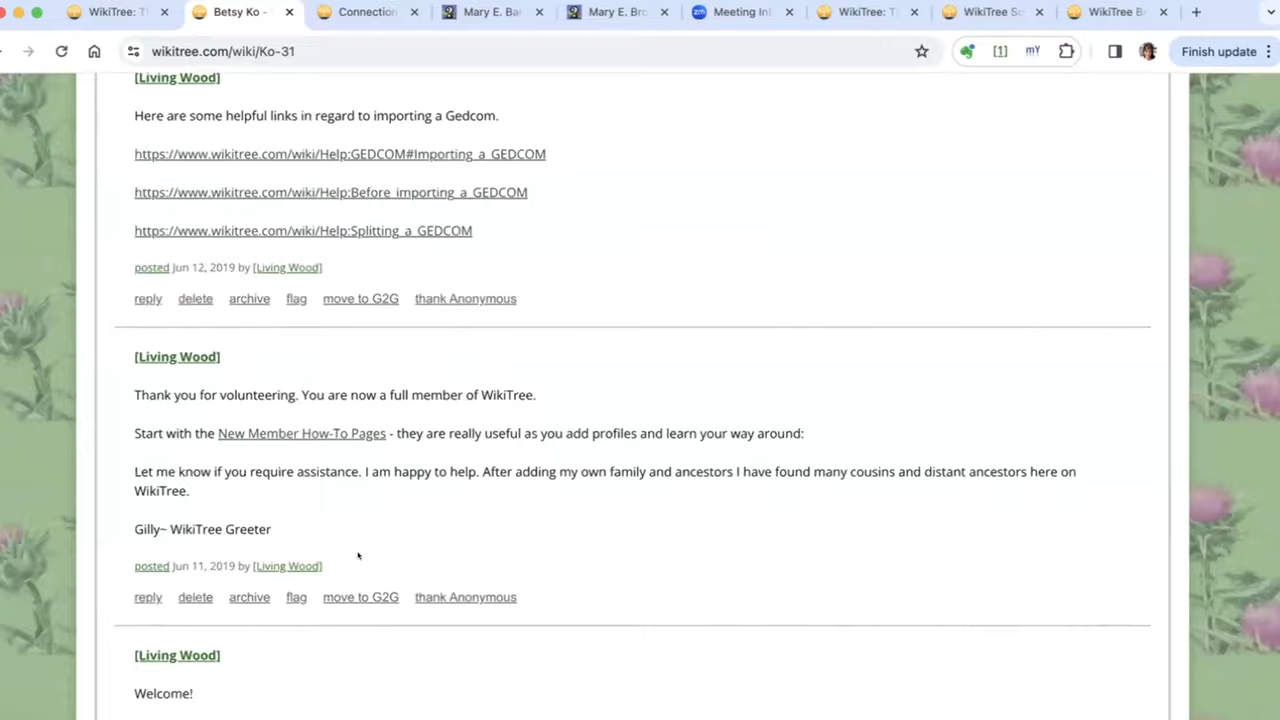 WikiTree: T
Betsy Ko -
Connection
Mary E. Ba
Mary E. Bro
zm
Meeting In
WikiTree: T
WikiTree Sc
WikiTree B
wikitree.com/wiki/Ko-31
[1]
mY
Finish update
[Living Wood]
Here are some helpful links in regard to importing a Gedcom.
https://www.wikitree.com/wiki/Help:GEDCOM#Importing_a_GEDCOM
https://www.wikitree.com/wiki/Help:Before_importing_a_GEDCOM
https://www.wikitree.com/wiki/Help:Splitting_a_GEDCOM
posted Jun 12, 2019 by [Living Wood]
reply delete archive flag move to G2G thank Anonymous
[Living Wood]
Thank you for volunteering. You are now a full member of WikiTree.
Start with the New Member How-To Pages - they are really useful as you add profiles and learn your way around:
Let me know if you require assistance. I am happy to help. After adding my own family and ancestors I have found many cousins and distant ancestors here on
WikiTree.
Gilly~ WikiTree Greeter
posted Jun 11, 2019 by [Living Wood]
reply delete archive flag move to G2G thank Anonymous
[Living Wood]
Welcome!